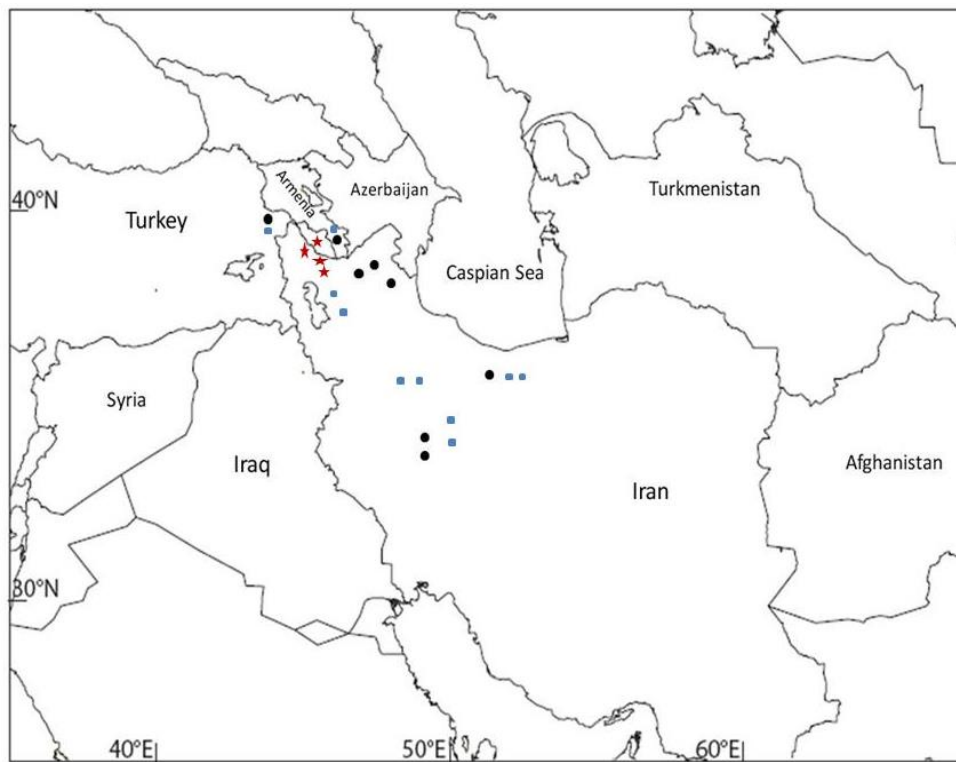 Armenia
Azerbaijan
Turkmenistan
40°N
Turkey
Caspian Sea
Syria
Iraq
Afghanistan
Iran
30°N
40°E
50°E
60°E